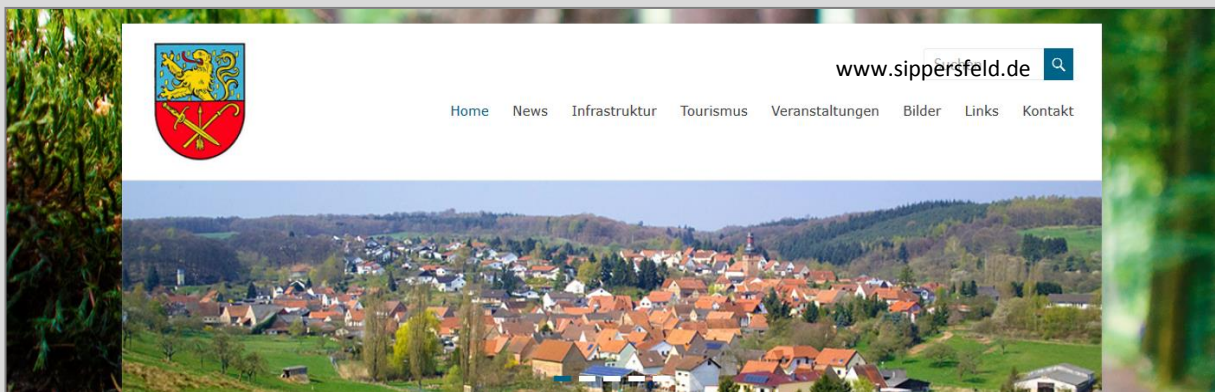 www.sippersfeld.de
Home News Infrastruktur Tourismus Veranstaltungen Bilder Links Kontakt